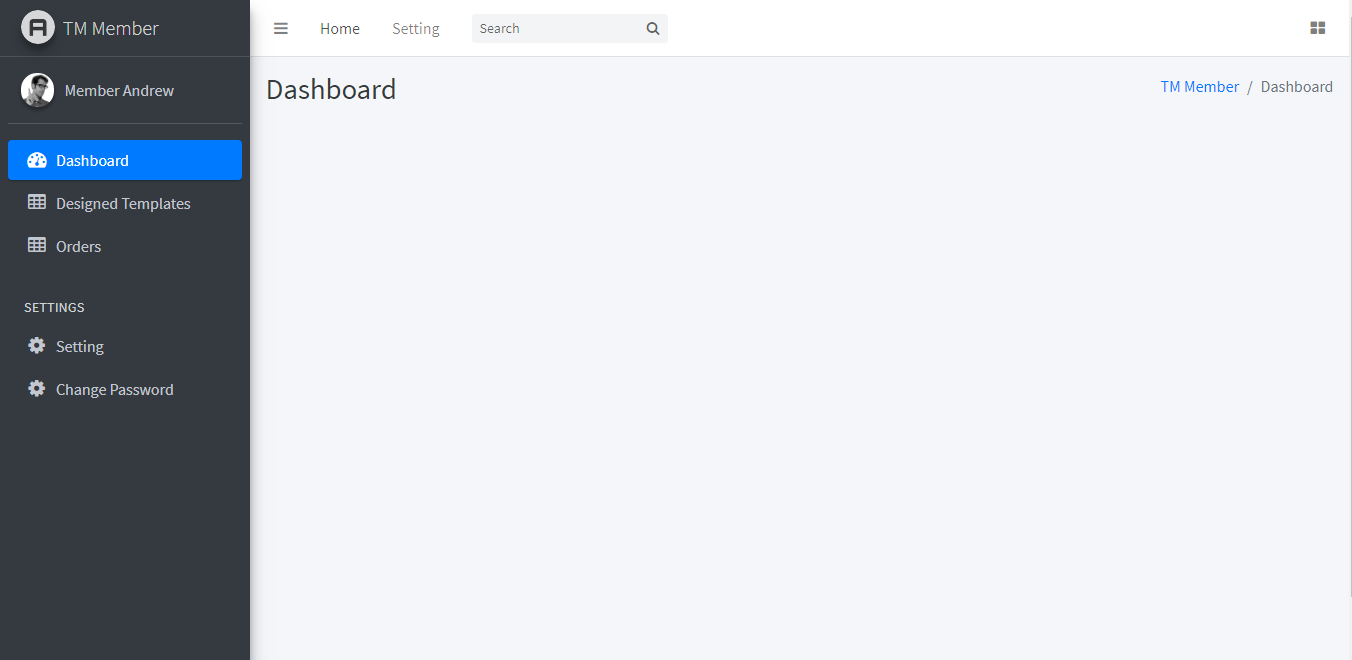 TM Member
Member Andrew
Dashboard
Designed Templates
Orders
SETTINGS
Setting
Change Password
Home Setting Search
Dashboard
TM Member / Dashboard